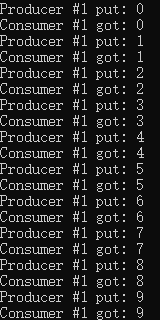 Producer #1 put: 0
Consumer #1 got: 0
Producer #1 put: 1
Consumer #1 got: 1
Producer #1 put: 2
Consumer #1 got: 2
Producer #1 put: 3
Consumer #1 got: 3
Producer #1 put: 4
Consumer #1 got: 4
Producer #1 put: 5
Consumer #1 got: 5
Producer #1 put: 6
Consumer #1 got: 6
Producer #1 put: 7
Consumer #1 got: 7
Producer #1 put: 8
Consumer #1 got: 8
Producer #1 put: 9
Consumer #1 got: 9